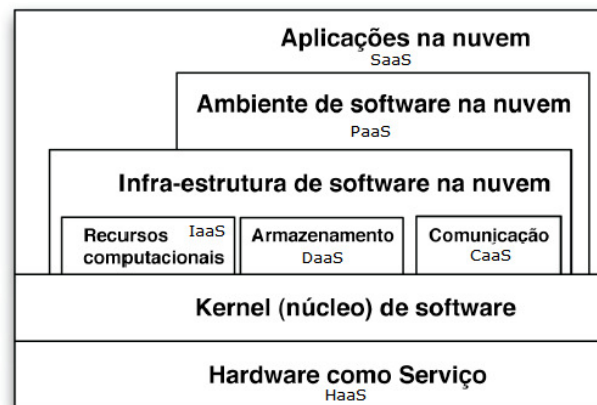 Aplicações na nuvem
SaaS
Ambiente de software na nuvem
PaaS
Infra-estrutura de software na nuvem
Recursos IaaS
computacionais
Armazenamento
DaaS
Comunicação
CaaS
Kernel (núcleo) de software
Hardware como Serviço
HaaS